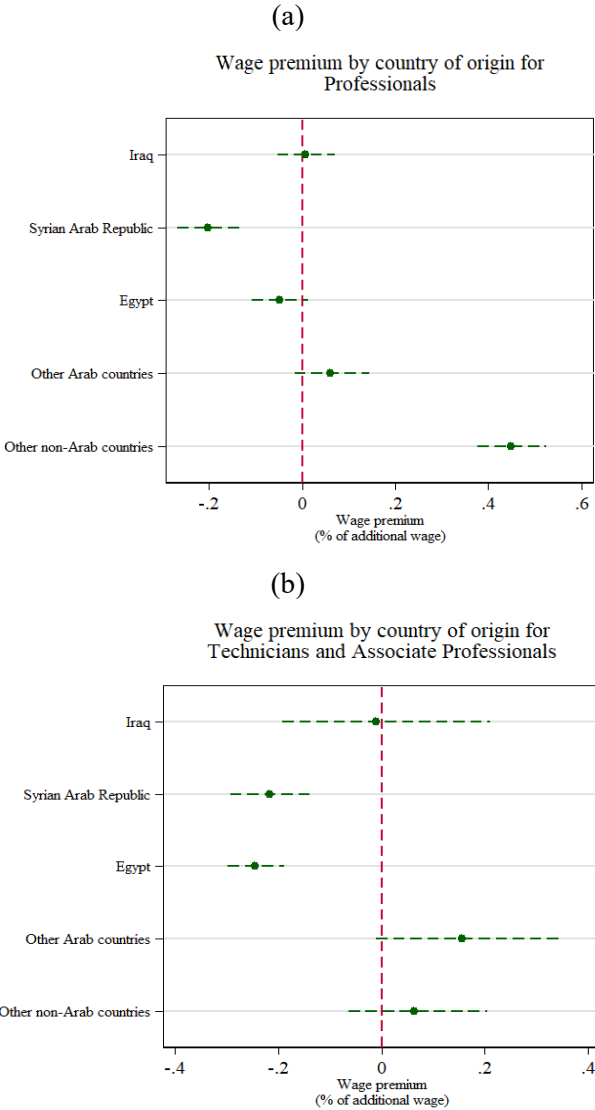 (a)
Wage premium by country of origin for
Professionals
Iraq
Syrian Arab Republic
Egypt
Other Arab countries
Other non-Arab countries
-.2 0 .2 .4 .6
Wage premium
(% of additional wage)
(b)
Wage premium by country of origin for
Technicians and Associate Professionals
Iraq
Syrian Arab Republic
Egypt
Other Arab countries
Other non-Arab countries
-.4 -.2 0 .2 .4
Wage premium
(% of additional wage)